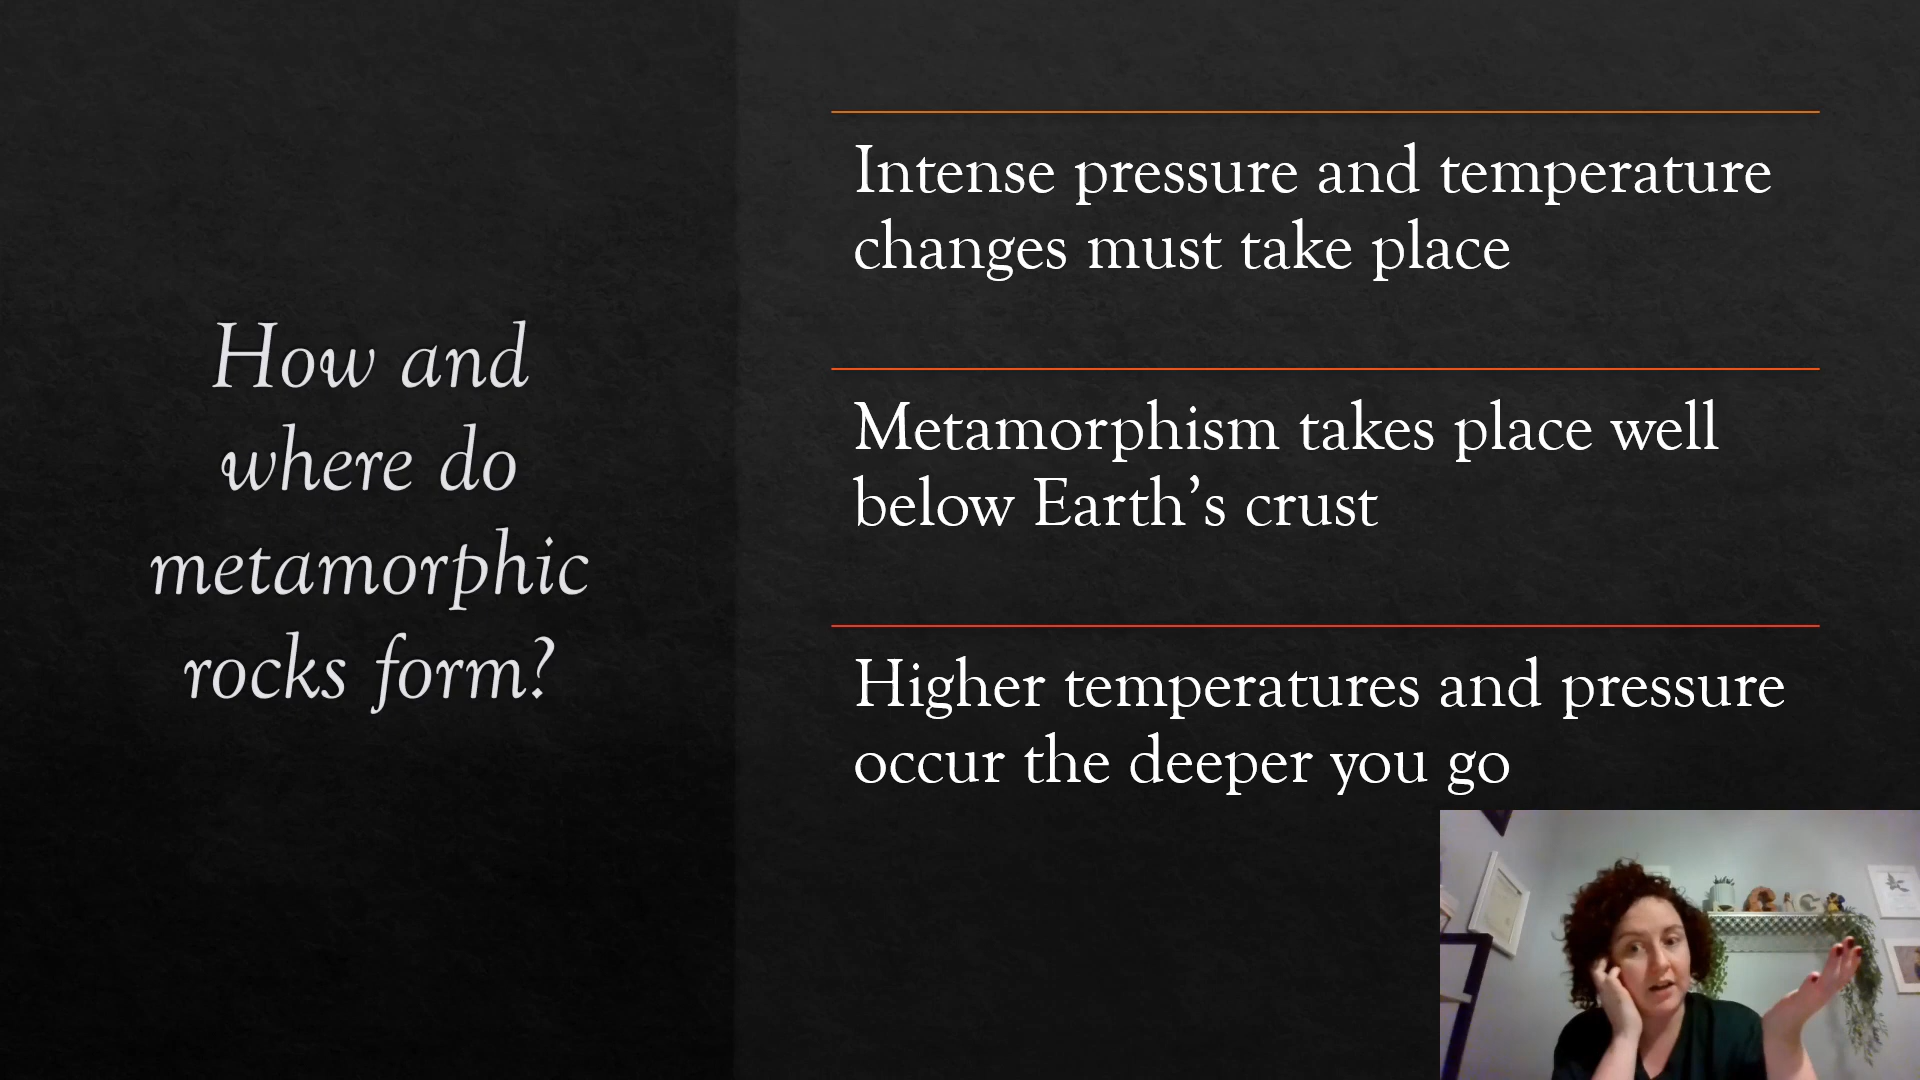 How and
where do
metamorphic
rocks form?
Intense pressure and temperature
changes must take place
Metamorphism takes place well
below Earth’s crust
Higher temperatures and pressure
occur the deeper you go